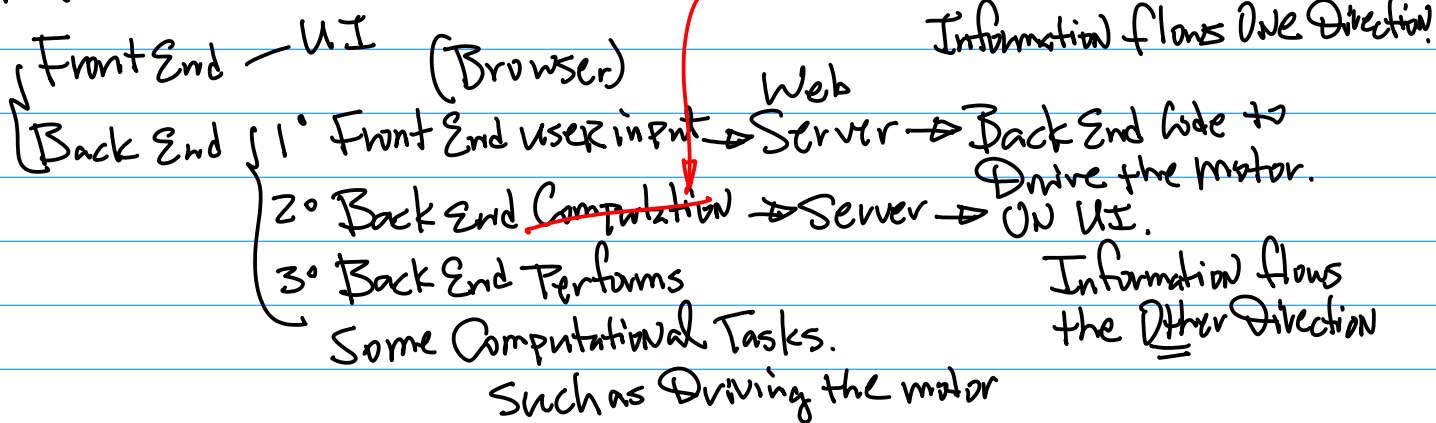 Information flows One Direction.
Front End — UI
(Browser)
Web
Back End 1° Front End user input → Server → Back End Code to
Drive the motor.
2° Back End Computation → Server → ON UI.
3° Back End Performs
Information flows
the Other Direction
Some Computational Tasks.
Such as Driving the motor